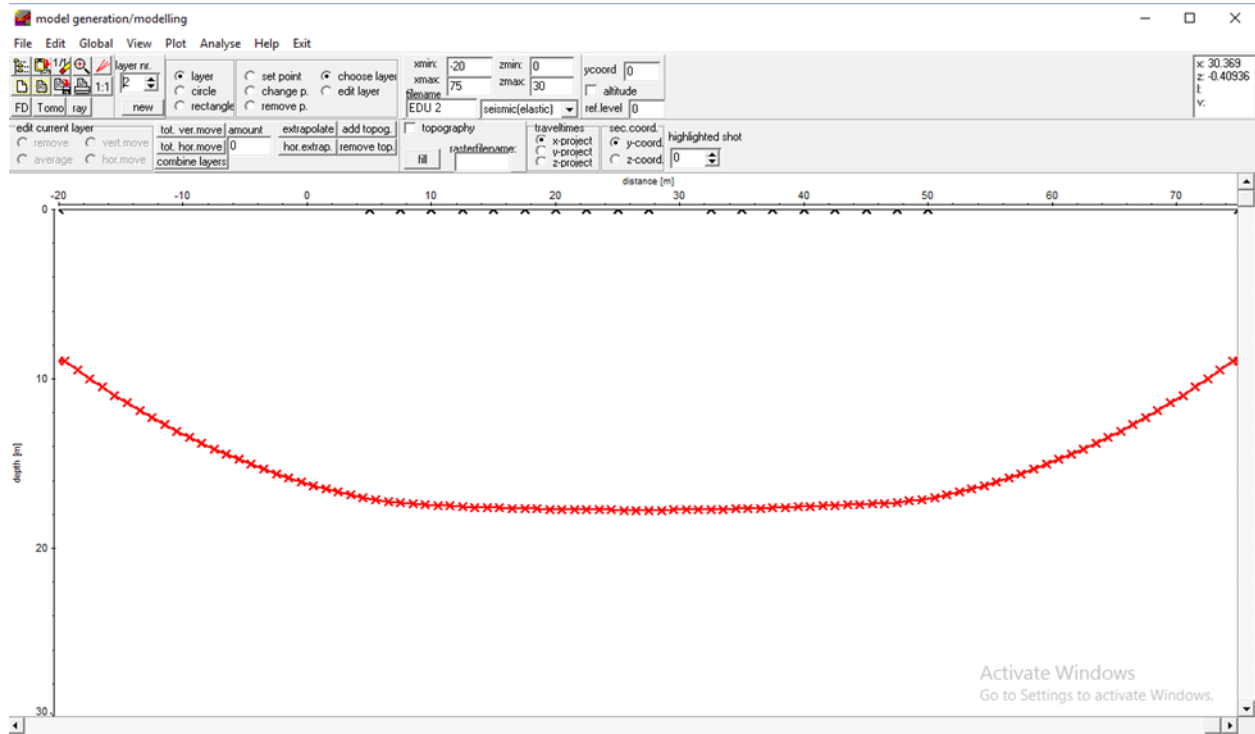 model generation/modelling
File Edit Global View Plot Analyse Help Exit
layer nr. layer set point choose layer xmin: -20 zmin: 0 ycoord 0 x: 30.369
2 circle change p. edit layer xmax: 75 zmax: 30 altitude z: -0.40936
1:1 filename l:
FD Tomo ray new rectangle remove p. EDU 2 seismic(elastic) ref.level 0 v:
edit current layer tot. ver.move amount extrapolate add topog. topography traveltimes sec.coord. highlighted shot
remove vert.move tot. hor.move 0 hor.extrap. remove top. rasterfilename: x-project y-coord. 0
average hor.move combine layers fill y-project z-coord.
z-project
distance [m]
-20 -10 0 10 20 30 40 50 60 70
0
10
depth [m]
20
30
Activate Windows
Go to Settings to activate Windows.